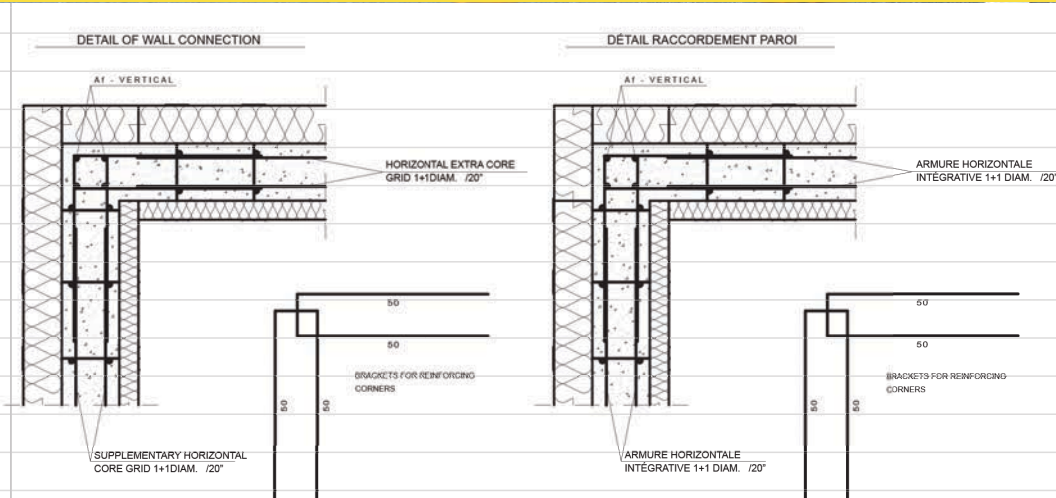 DETAIL OF WALL CONNECTION
Af - VERTICAL
HORIZONTAL EXTRA CORE
GRID 1+1DIAM. /20"
50
50
BRACKETS FOR REINFORCING
CORNERS
50
50
SUPPLEMENTARY HORIZONTAL
CORE GRID 1+1DIAM. /20"
DÉTAIL RACCORDEMENT PAROI
Af - VERTICAL
ARMURE HORIZONTALE
INTÉGRATIVE 1+1 DIAM. /20"
50
50
BRACKETS FOR REINFORCING
CORNERS
50
50
ARMURE HORIZONTALE
INTÉGRATIVE 1+1 DIAM. /20"